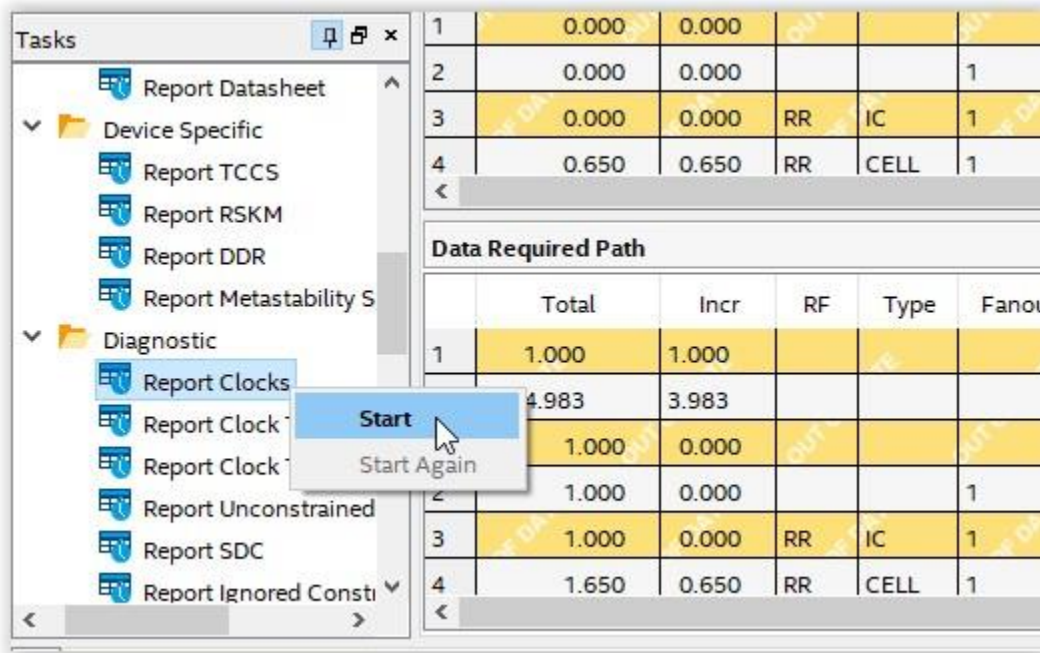 Tasks
Report Datasheet
Device Specific
Report TCCS
Report RSKM
Report DDR
Report Metastability S
Diagnostic
Report Clocks
Report Clock
Report Clock
Report Unconstrained
Report SDC
Report Ignored Constr
Start
Start Again
1 0.000 0.000
2 0.000 0.000 1
3 0.000 0.000 RR IC 1
4 0.650 0.650 RR CELL 1
Data Required Path
Total Incr RF Type Fanou
1 1.000 1.000
4.983 3.983
1.000 0.000
2 1.000 0.000 1
3 1.000 0.000 RR IC 1
4 1.650 0.650 RR CELL 1